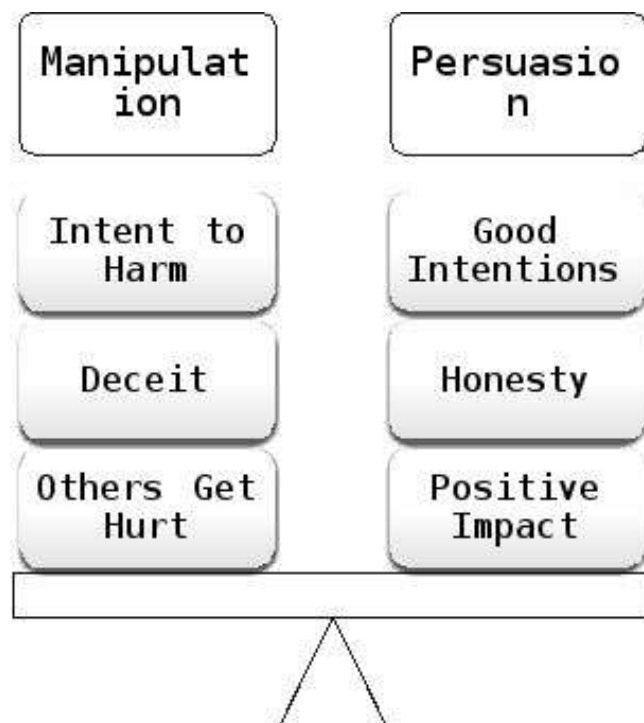 Manipulat
ion
Persuasio
n
Intent to
Harm
Good
Intentions
Deceit
Honesty
Others Get
Hurt
Positive
Impact